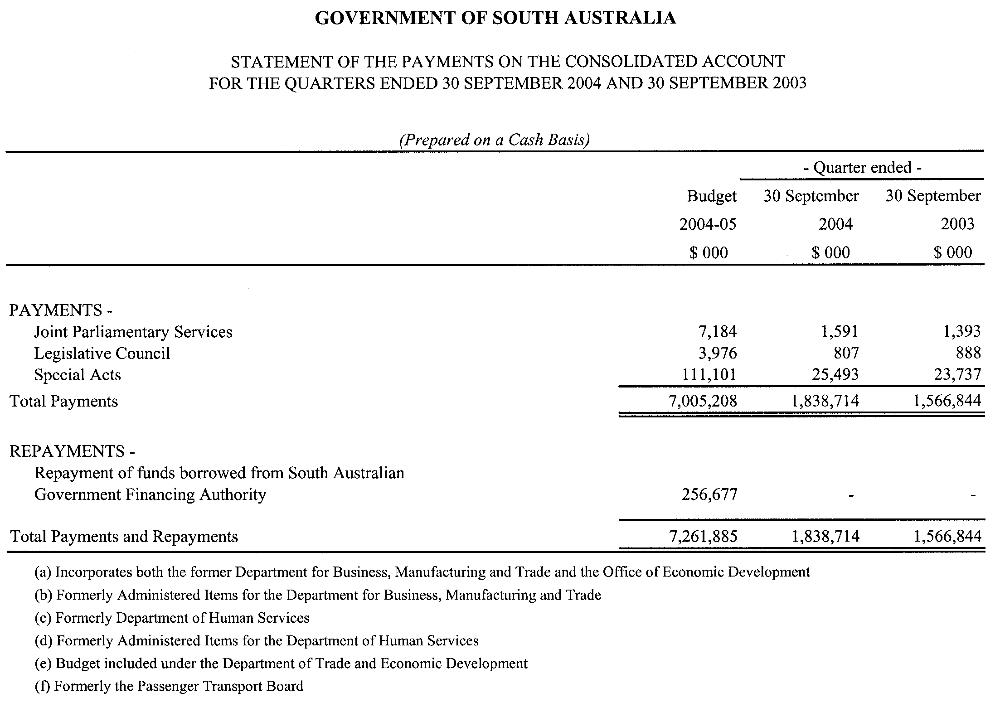 GOVERNMENT OF SOUTH AUSTRALIA
STATEMENT OF THE PAYMENTS ON THE CONSOLIDATED ACCOUNT
FOR THE QUARTERS ENDED 30 SEPTEMBER 2004 AND 30 SEPTEMBER 2003
(Prepared on a Cash Basis)
- Quarter ended -
Budget 30 September 30 September
2004-05 2004 2003
$ 000 $ 000 $ 000
PAYMENTS -
Joint Parliamentary Services 7,184 1,591 1,393
Legislative Council 3,976 807 888
Special Acts 111,101 25,493 23,737
Total Payments 7,005,208 1,838,714 1,566,844
REPAYMENTS -
Repayment of funds borrowed from South Australian
Government Financing Authority 256,677 - -
Total Payments and Repayments 7,261,885 1,838,714 1,566,844
(a) Incorporates both the former Department for Business, Manufacturing and Trade and the Office of Economic Development
(b) Formerly Administered Items for the Department for Business, Manufacturing and Trade
(c) Formerly Department of Human Services
(d) Formerly Administered Items for the Department of Human Services
(e) Budget included under the Department of Trade and Economic Development
(f) Formerly the Passenger Transport Board